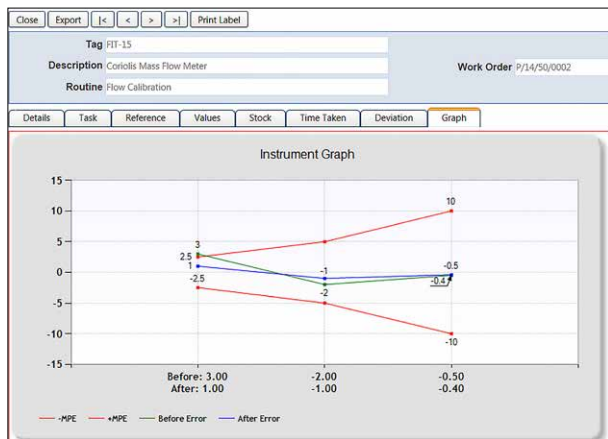 Close Export |< < > >| Print Label
Tag FIT-15
Description Coriolis Mass Flow Meter
Work Order P/14/50/0002
Routine Flow Calibration
Details Task Reference Values Stock Time Taken Deviation Graph
Instrument Graph
15
10
10
5
3
2.5
1
0
-1
-0.5
-0.4
-2.5
-2
-5
-10
-10
-15
Before: 3.00 -2.00 -0.50
After: 1.00 -1.00 -0.40
-MPE +MPE Before Error After Error